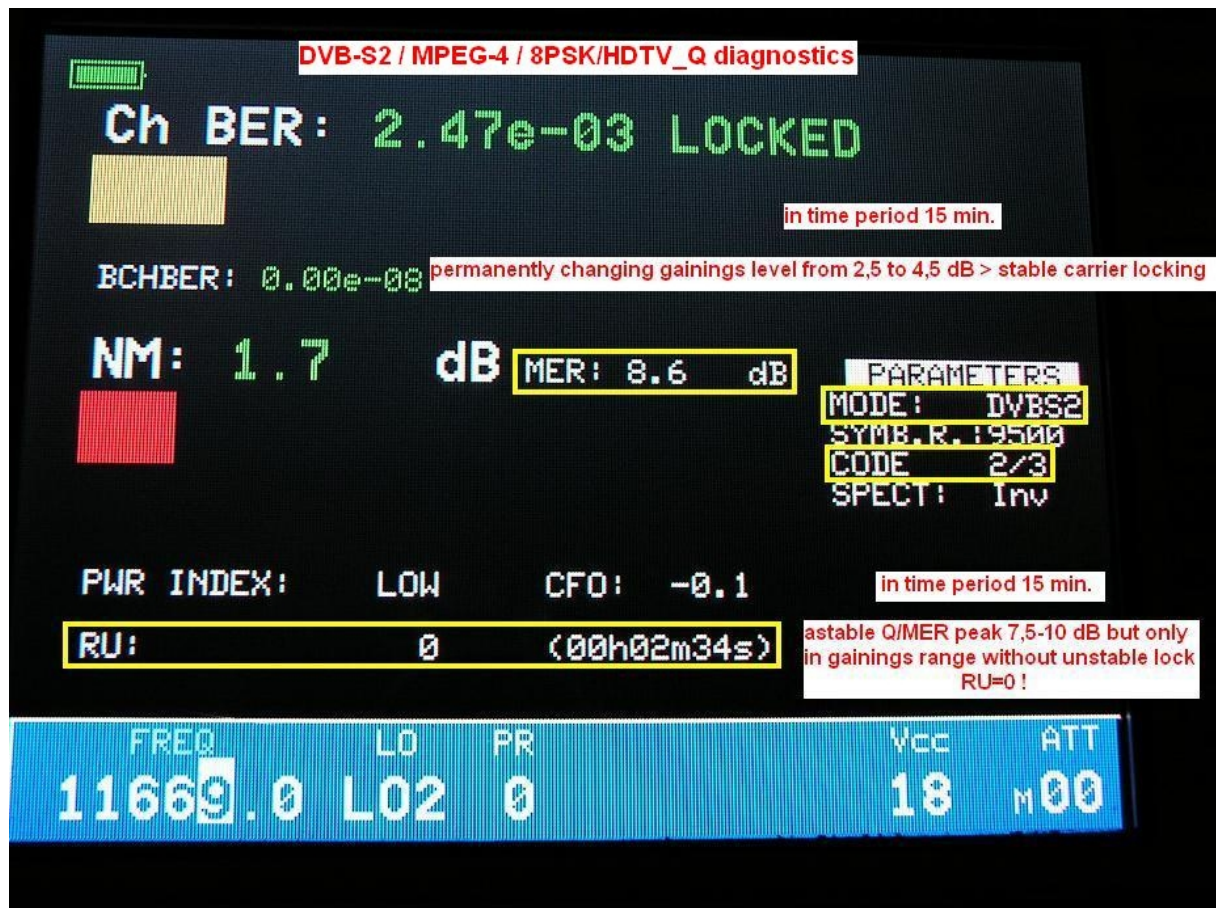 DVB-S2 / MPEG-4 / 8PSK/HDTV_Q diagnostics
Ch BER: 2.47e-03 LOCKED
in time period 15 min.
BCHBER: 0.00e-08
permanently changing gainings level from 2,5 to 4,5 dB > stable carrier locking
NM: 1.7 dB
MER: 8.6 dB
PARAMETERS
MODE: DVBS2
SYMB.R.:9500
CODE 2/3
SPECT: Inv
PWR INDEX: LOW CFO: -0.1
in time period 15 min.
RU: 0 (00h02m34s)
astable Q/MER peak 7,5-10 dB but only
in gainings range without unstable lock
RU=0 !
FREQ LO PR Vcc ATT
11669.0 LO2 0 18 M00